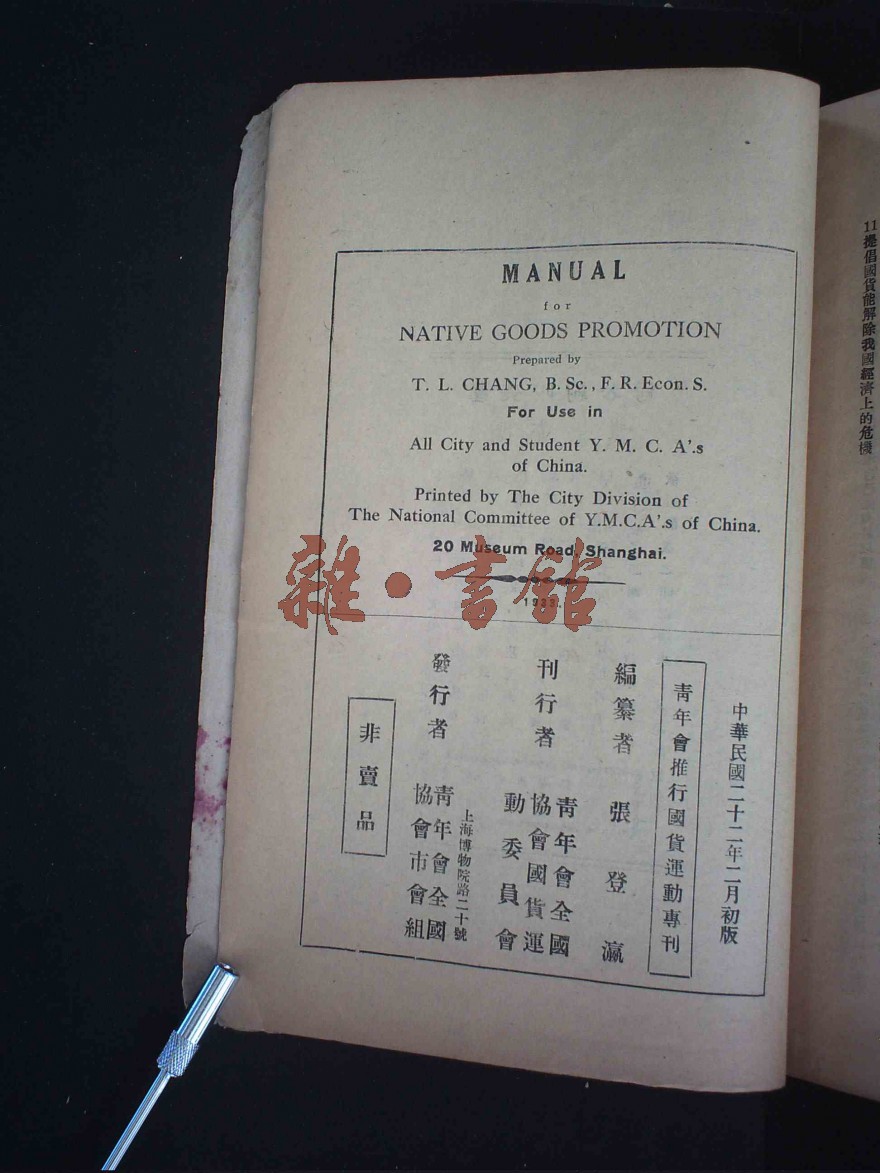 MANUAL
for
NATIVE GOODS PROMOTION
Prepared by
T. L. CHANG, B. Sc., F. R. Econ. S.
For Use in
All City and Student Y. M. C. A'.s
of China.
Printed by The City Division of
The National Committee of Y.M.C.A'.s of China.
20 Museum Road, Shanghai.
1933.
雜·書館
中華民國二十二年二月初版
青年會推行國貨運動專刊
編纂者 張登瀛
刊行者 青年會全國
協會國貨運
動委員會
上海博物院路二十號
發行者 青年會全國
協會市會組
非賣品
11提倡國貨能解除我國經濟上的危機